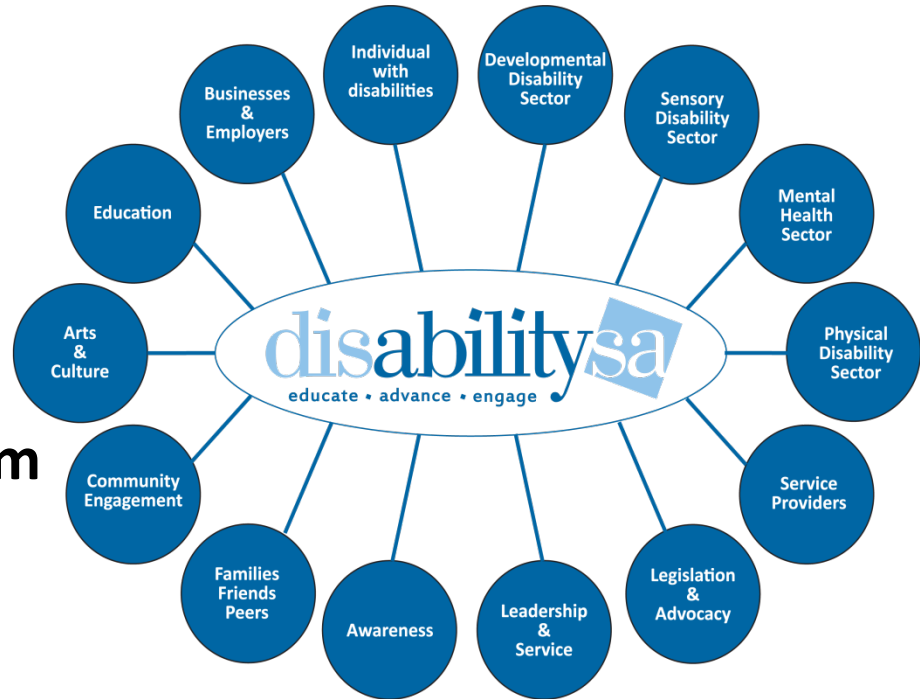 Individual
with
disabilities
Developmental
Disability
Sector
Businesses
&
Employers
Sensory
Disability
Sector
Education
Mental
Health
Sector
disabilitysa
educate • advance • engage
Arts
&
Culture
Physical
Disability
Sector
m
Community
Engagement
Service
Providers
Families
Friends
Peers
Legislation
&
Advocacy
Awareness
Leadership
&
Service